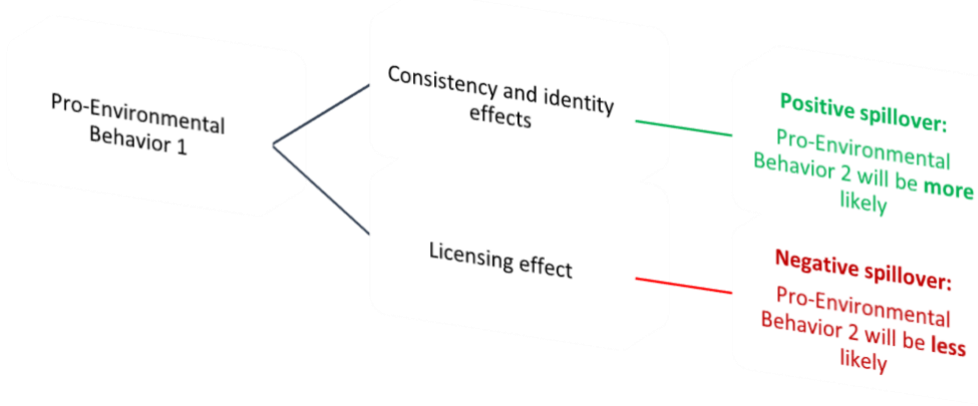 Pro-Environmental
Behavior 1
Consistency and identity
effects
Positive spillover:
Pro-Environmental
Behavior 2 will be more
likely
Licensing effect
Negative spillover:
Pro-Environmental
Behavior 2 will be less
likely